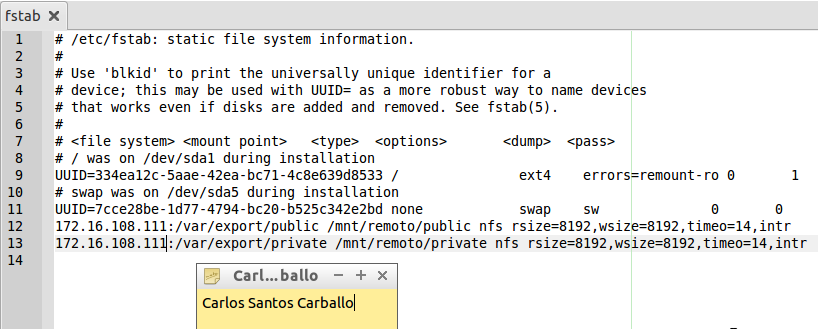 fstab
1 # /etc/fstab: static file system information.
2 #
3 # Use 'blkid' to print the universally unique identifier for a
4 # device; this may be used with UUID= as a more robust way to name devices
5 # that works even if disks are added and removed. See fstab(5).
6 #
7 # <file system> <mount point>   <type>  <options>       <dump>  <pass>
8 # / was on /dev/sda1 during installation
9 UUID=334ea12c-5aae-42ea-bc71-4c8e639d8533 /               ext4    errors=remount-ro 0       1
10 # swap was on /dev/sda5 during installation
11 UUID=7cce28be-1d77-4794-bc20-b525c342e2bd none            swap    sw              0       0
12 172.16.108.111:/var/export/public /mnt/remoto/public nfs rsize=8192,wsize=8192,timeo=14,intr
13 172.16.108.111:/var/export/private /mnt/remoto/private nfs rsize=8192,wsize=8192,timeo=14,intr
14
Carl...ballo
Carlos Santos Carballo